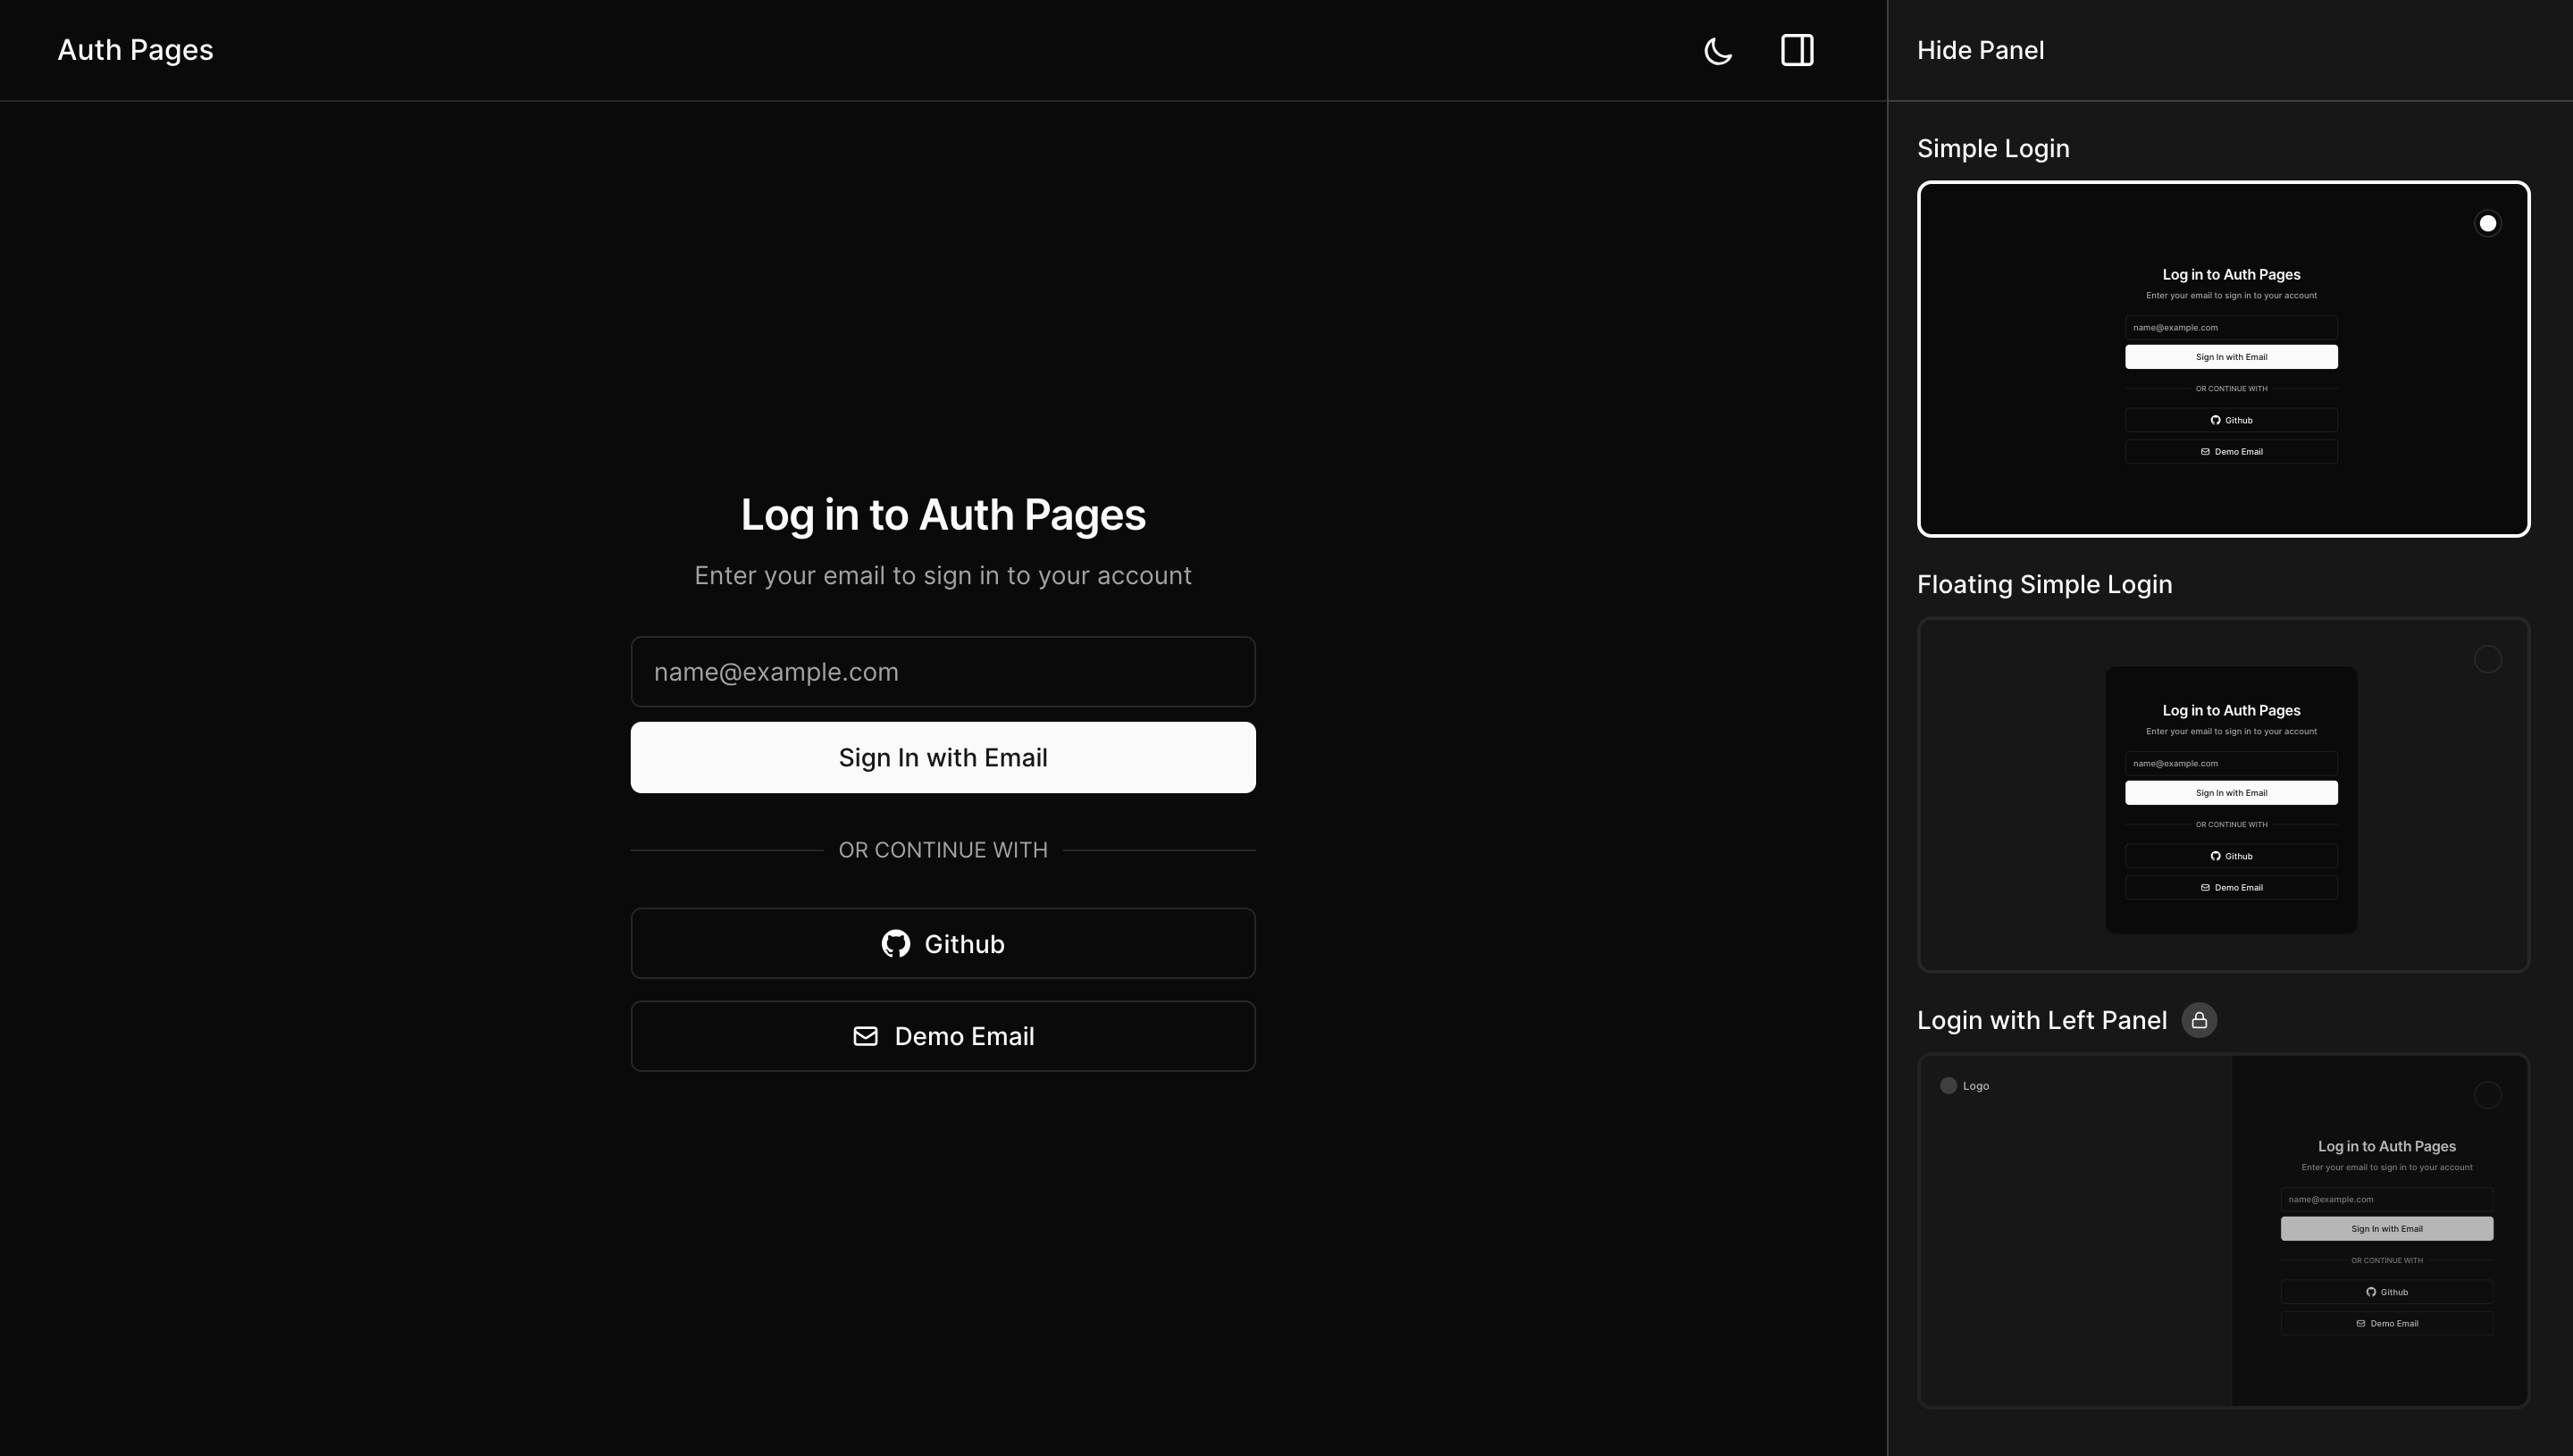 Auth Pages
Log in to Auth Pages
Enter your email to sign in to your account
name@example.com
Sign In with Email
OR CONTINUE WITH
Github
Demo Email
Hide Panel
Simple Login
Log in to Auth Pages
Enter your email to sign in to your account
name@example.com
Sign In with Email
OR CONTINUE WITH
Github
Demo Email
Floating Simple Login
Log in to Auth Pages
Enter your email to sign in to your account
name@example.com
Sign In with Email
OR CONTINUE WITH
Github
Demo Email
Login with Left Panel
Logo
Log in to Auth Pages
Enter your email to sign in to your account
name@example.com
Sign In with Email
OR CONTINUE WITH
Github
Demo Email